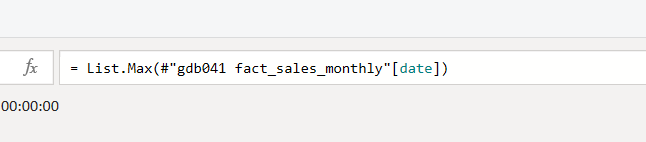 fx
= List.Max(#"gdb041 fact_sales_monthly"[date])
00:00:00